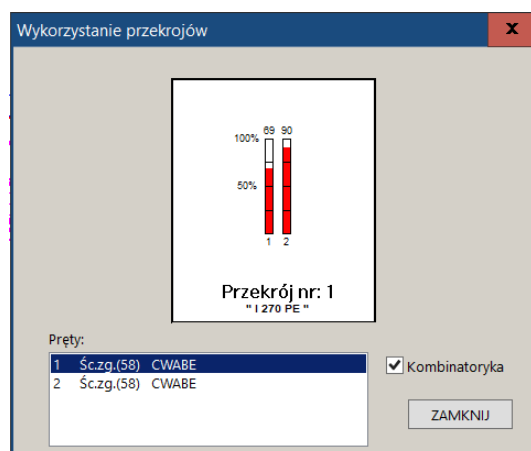 Wykorzystanie przekrojów
x
69 90
100%
50%
1 2
Przekrój nr: 1
" I 270 PE "
Pręty:
1 Śc.zg.(58) CWABE
2 Śc.zg.(58) CWABE
Kombinatoryka
ZAMKNIJ